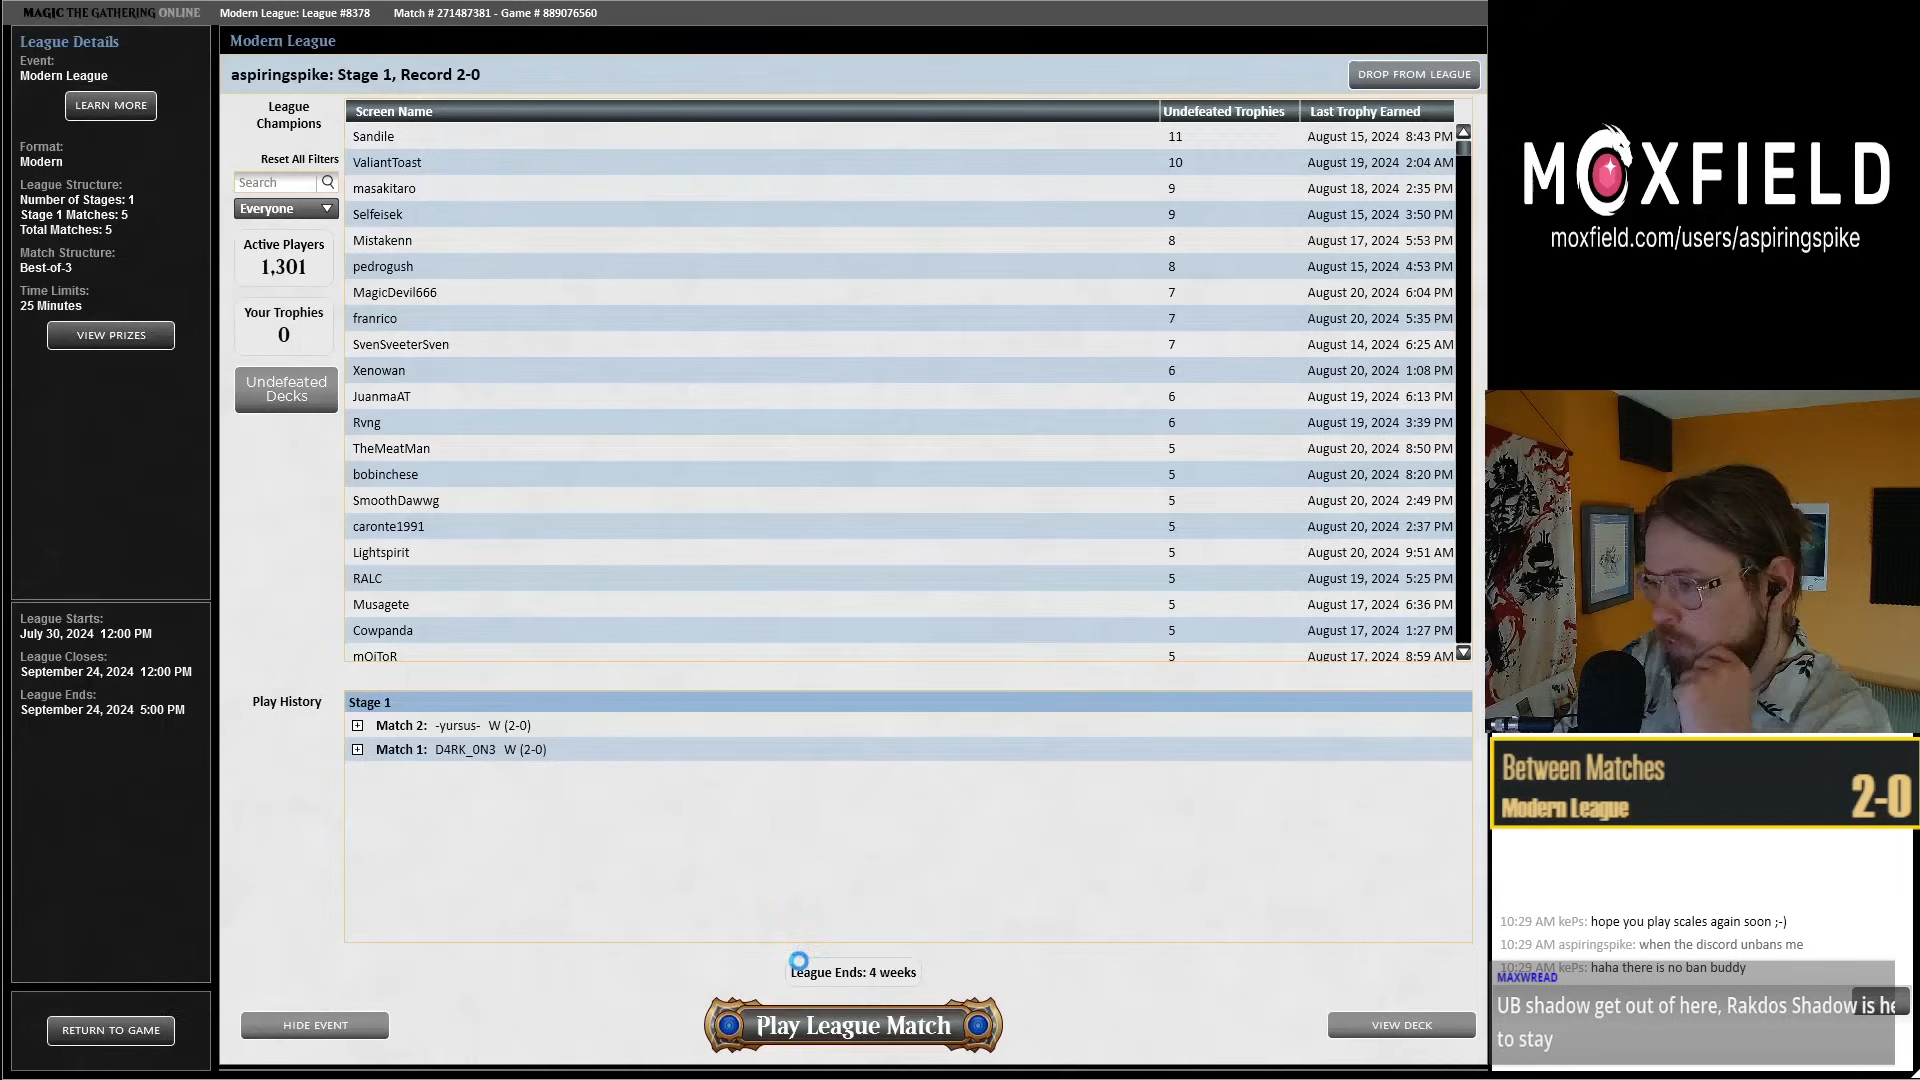 MAGIC THE GATHERING ONLINE
Modern League: League #8378
Match # 271487381 - Game # 889076560
League Details
Event:
Modern League
LEARN MORE
Format:
Modern
League Structure:
Number of Stages: 1
Stage 1 Matches: 5
Total Matches: 5
Match Structure:
Best-of-3
Time Limits:
25 Minutes
VIEW PRIZES
League Starts:
July 30, 2024 12:00 PM
League Closes:
September 24, 2024 12:00 PM
League Ends:
September 24, 2024 5:00 PM
RETURN TO GAME
Modern League
aspiringspike: Stage 1, Record 2-0
DROP FROM LEAGUE
League
Champions
Reset All Filters
Search
Everyone
Active Players
1,301
Your Trophies
0
Undefeated
Decks
Screen Name Undefeated Trophies Last Trophy Earned
Sandile 11 August 15, 2024 8:43 PM
ValiantToast 10 August 19, 2024 2:04 AM
masakitaro 9 August 18, 2024 2:35 PM
Selfeisek 9 August 15, 2024 3:50 PM
Mistakenn 8 August 17, 2024 5:53 PM
pedrogush 8 August 15, 2024 4:53 PM
MagicDevil666 7 August 20, 2024 6:04 PM
franrico 7 August 20, 2024 5:35 PM
SvenSveeterSven 7 August 14, 2024 6:25 AM
Xenowan 6 August 20, 2024 1:08 PM
JuanmaAT 6 August 19, 2024 6:13 PM
Rvng 6 August 19, 2024 3:39 PM
TheMeatMan 5 August 20, 2024 8:50 PM
bobinchese 5 August 20, 2024 8:20 PM
SmoothDawwg 5 August 20, 2024 2:49 PM
caronte1991 5 August 20, 2024 2:37 PM
Lightspirit 5 August 20, 2024 9:51 AM
RALC 5 August 19, 2024 5:25 PM
Musagete 5 August 17, 2024 6:36 PM
Cowpanda 5 August 17, 2024 1:27 PM
mOiToR 5 August 17, 2024 8:59 AM
Play History
Stage 1
Match 2: -yursus- W (2-0)
Match 1: D4RK_0N3 W (2-0)
League Ends: 4 weeks
HIDE EVENT
Play League Match
VIEW DECK
MOXFIELD
moxfield.com/users/aspiringspike
Between Matches
Modern League
2-0
10:29 AM kePs: hope you play scales again soon ;-)
10:29 AM aspiringspike: when the discord unbans me
10:29 AM kePs: haha there is no ban buddy
MAXWREAD
UB shadow get out of here, Rakdos Shadow is he
to stay